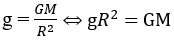 g = GM/R² ⇔ gR² = GM